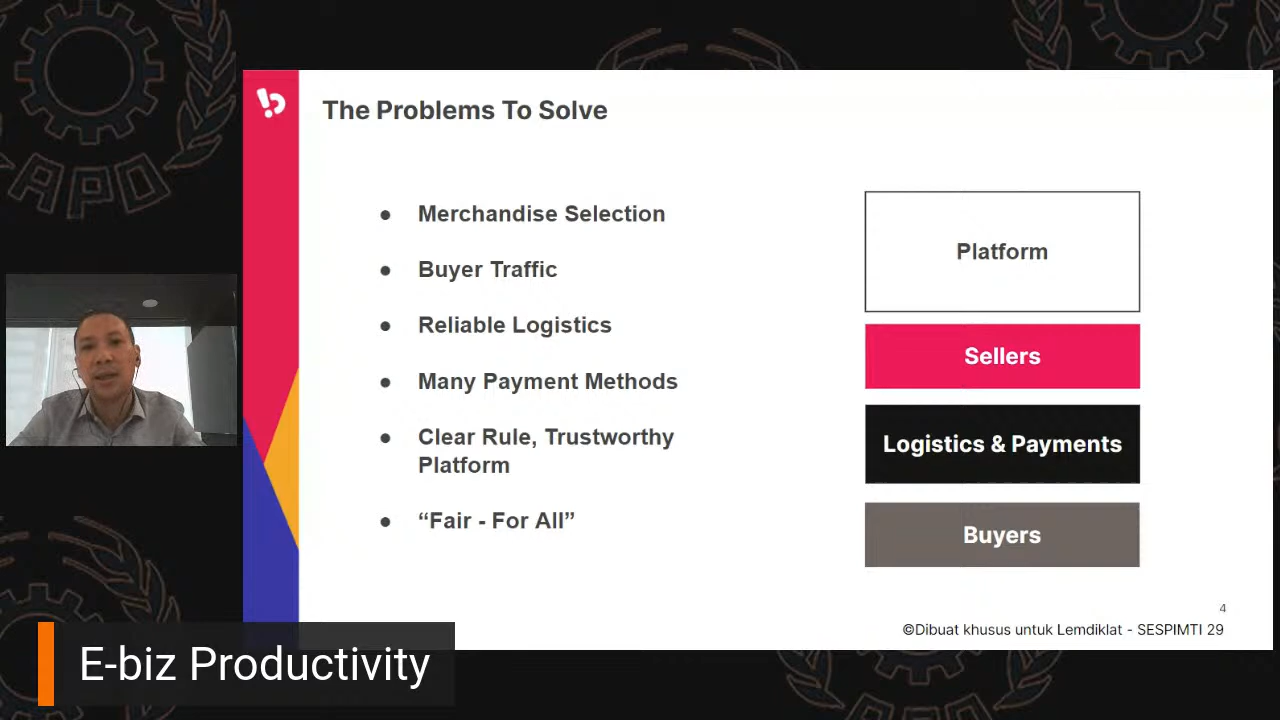 APO
The Problems To Solve
● Merchandise Selection
● Buyer Traffic
● Reliable Logistics
● Many Payment Methods
● Clear Rule, Trustworthy
Platform
● “Fair - For All”
Platform
Sellers
Logistics & Payments
Buyers
4
©Dibuat khusus untuk Lemdiklat - SESPIMTI 29
E-biz Productivity